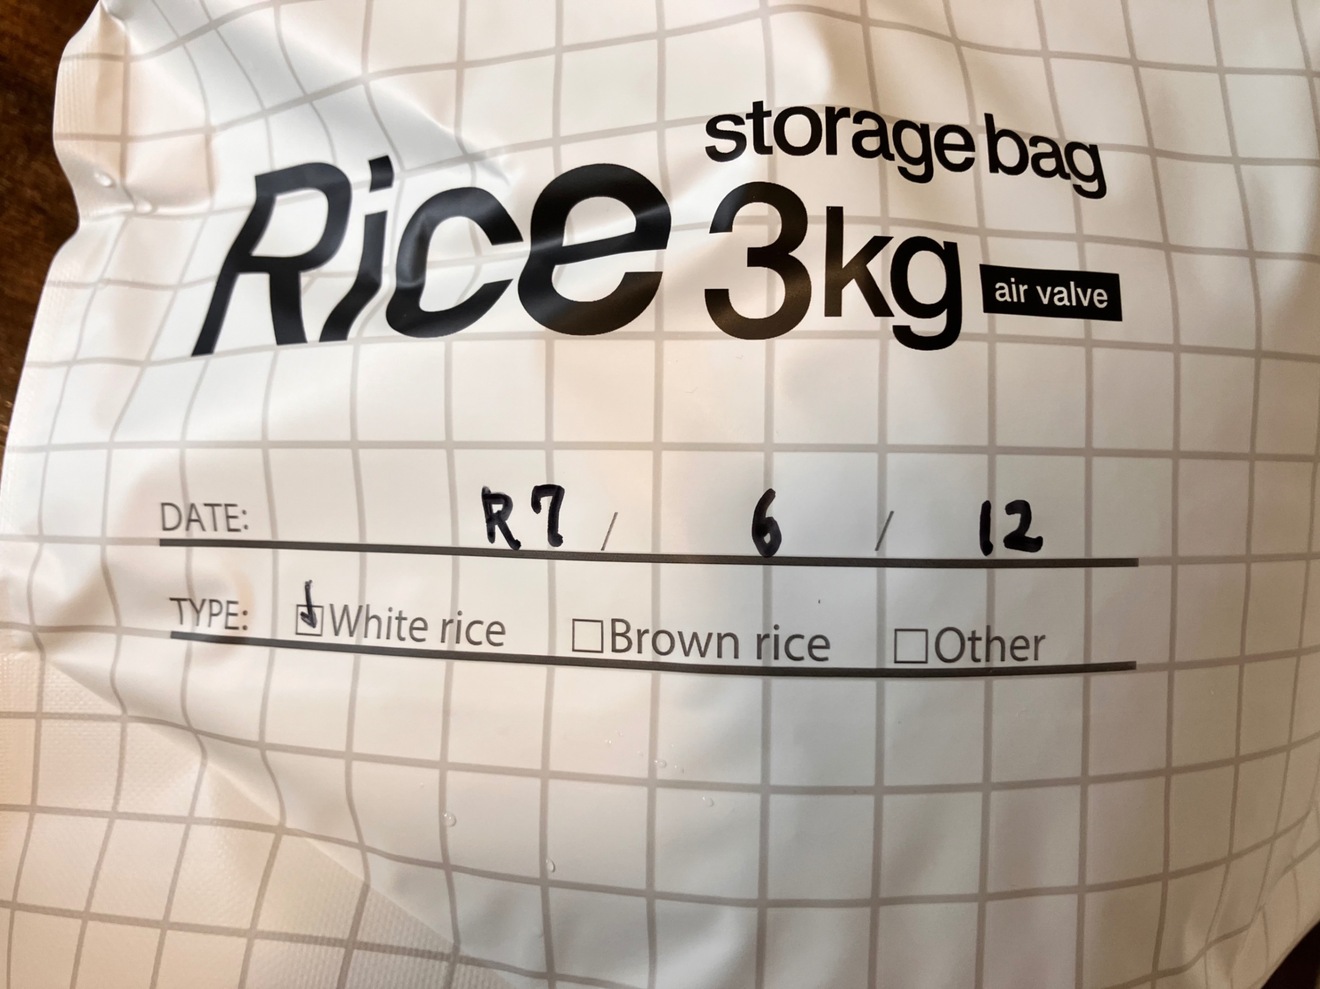 storage bag
Rice 3kg air valve
DATE: R7 / 6 / 12
TYPE: ☑White rice ☐Brown rice ☐Other